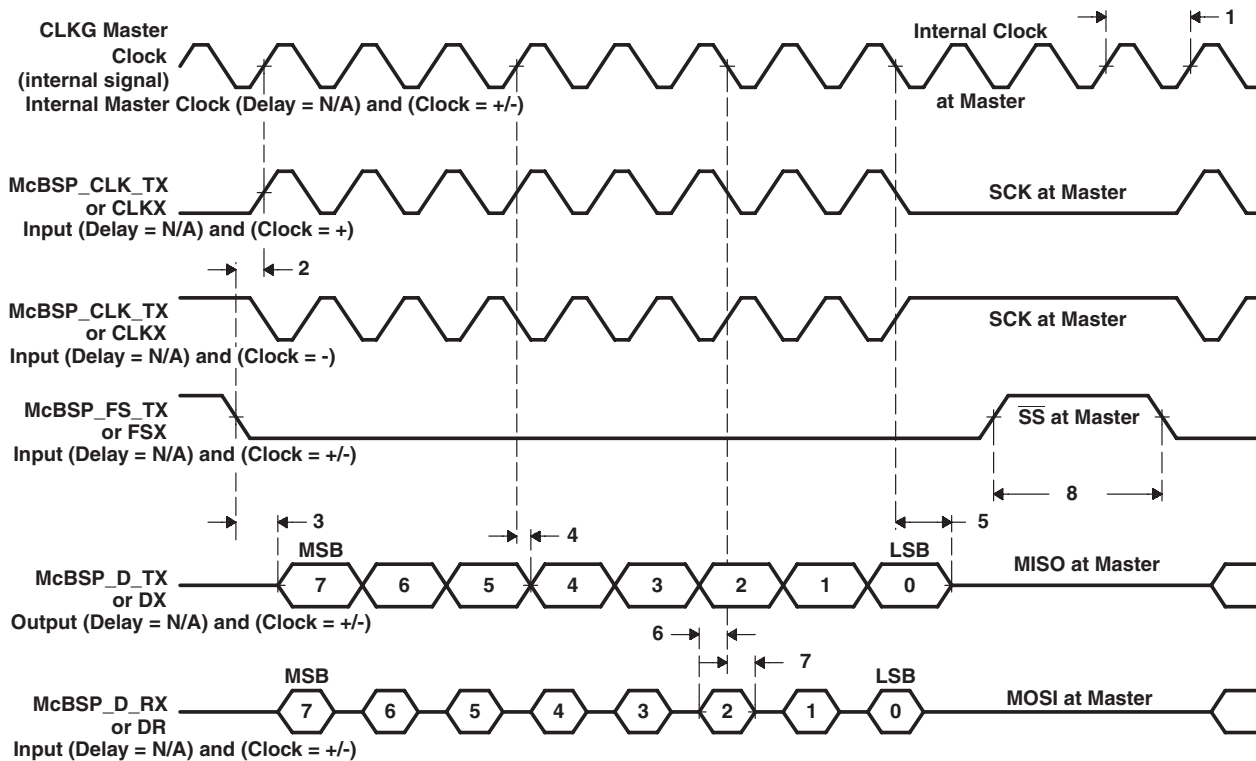 CLKG Master
Clock
(internal signal)
Internal Master Clock (Delay = N/A) and (Clock = +/-)
Internal Clock
at Master
1
McBSP_CLK_TX
or CLKX
Input (Delay = N/A) and (Clock = +)
SCK at Master
2
McBSP_CLK_TX
or CLKX
Input (Delay = N/A) and (Clock = -)
SCK at Master
McBSP_FS_TX
or FSX
Input (Delay = N/A) and (Clock = +/-)
SS at Master
8
3
4
5
MSB
LSB
McBSP_D_TX
or DX
Output (Delay = N/A) and (Clock = +/-)
7 6 5 4 3 2 1 0
MISO at Master
6
7
MSB
LSB
McBSP_D_RX
or DR
Input (Delay = N/A) and (Clock = +/-)
7 6 5 4 3 2 1 0
MOSI at Master